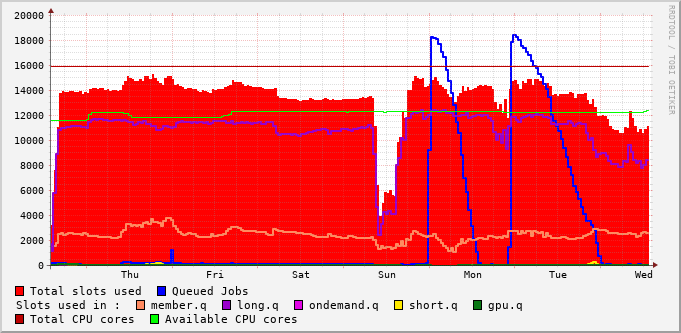 20000
18000
16000
14000
12000
10000
8000
6000
4000
2000
0
Thu Fri Sat Sun Mon Tue Wed
RRDTOOL / TOBI OETIKER
Total slots used Queued Jobs
Slots used in : member.q long.q ondemand.q short.q gpu.q
Total CPU cores Available CPU cores